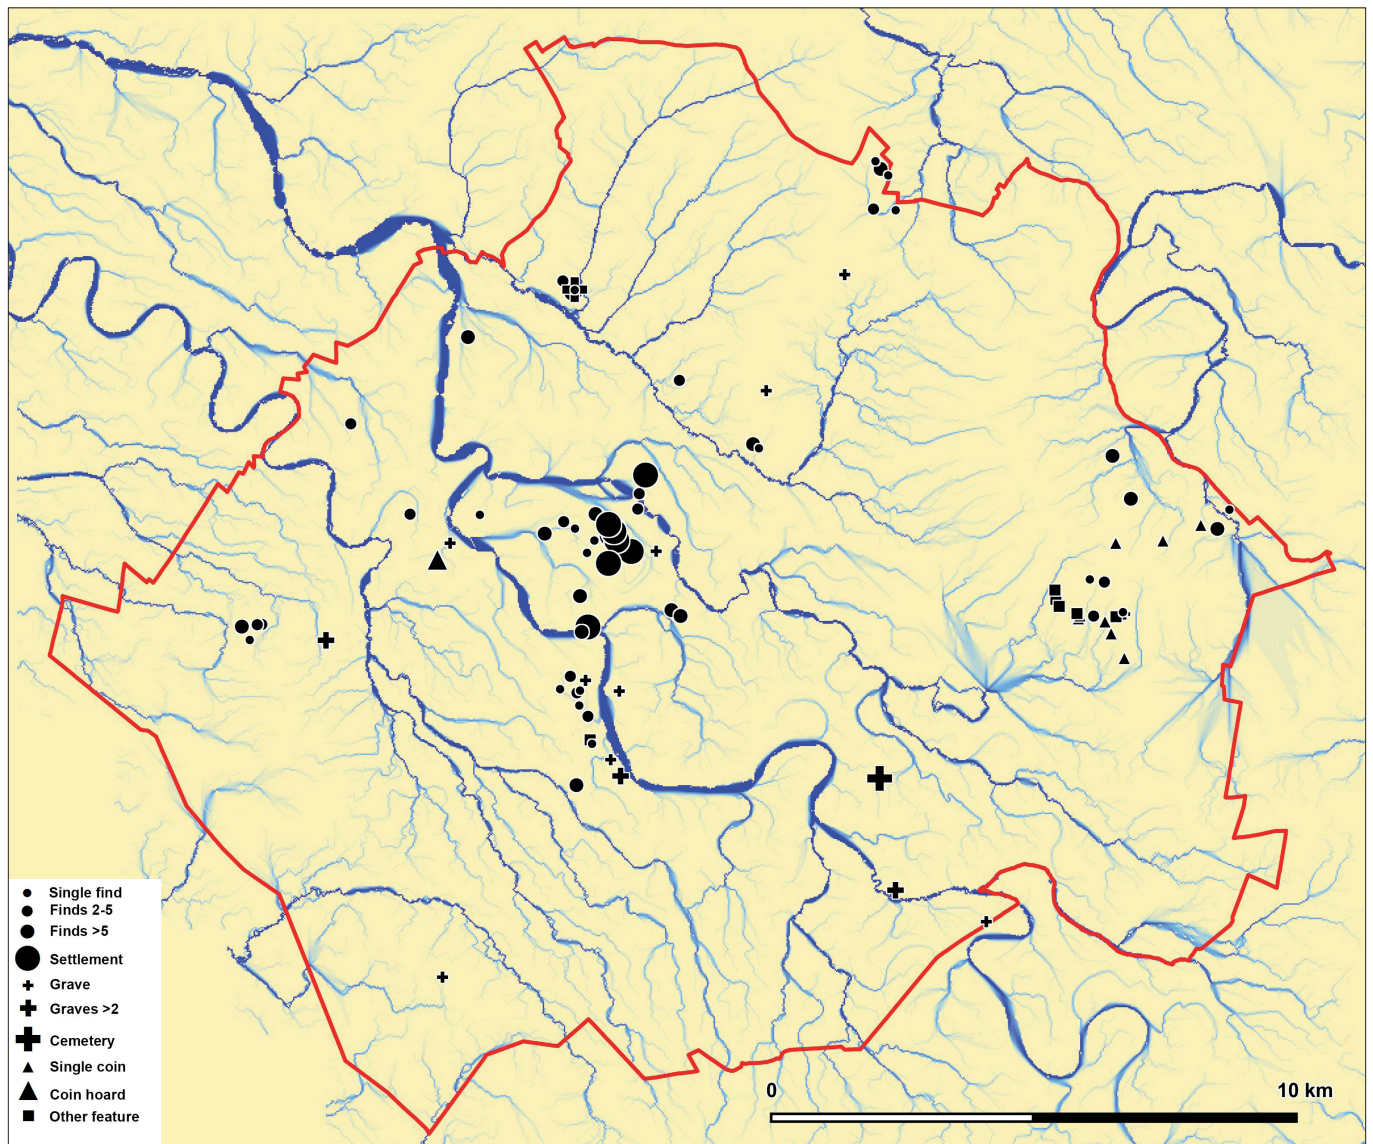 Single find
Finds 2-5
Finds >5
Settlement
Grave
Graves >2
Cemetery
Single coin
Coin hoard
Other feature
0 10 km